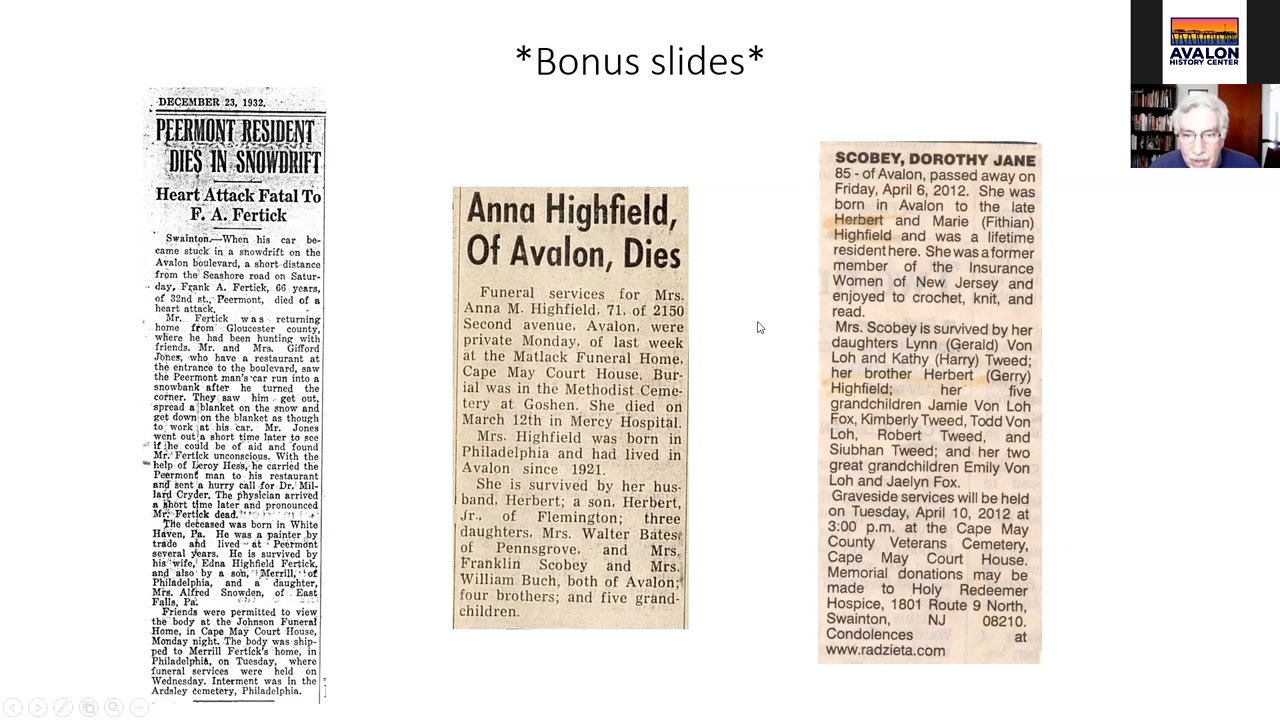 *Bonus slides*
AVALON
HISTORY CENTER
DECEMBER 23, 1932.
PEERMONT RESIDENT
DIES IN SNOWDRIFT
Heart Attack Fatal To
F. A. Fertick
Swainton.—When his car be-
came stuck in a snowdrift on the
Avalon boulevard, a short distance
from the Seashore road on Satur-
day, Frank A. Fertick, 66 years,
of 32nd st., Peermont, died of a
heart attack.
Mr. Fertick was returning
home from Gloucester county,
where he had been hunting with
friends. Mr. and Mrs. Gifford
Jones, who have a restaurant at
the entrance to the boulevard, saw
the Peermont man's car run into a
snowbank after he turned the
corner. They saw him get out,
spread a blanket on the snow and
get down on the blanket as though
to work at his car. Mr. Jones
went out a short time later to see
if he could be of aid and found
Mr. Fertick unconscious. With the
help of Leroy Hess, he carried the
Peermont man to his restaurant
and sent a hurry call for Dr. Mil-
lard Cryder. The physician arrived
a short time later and pronounced
Mr. Fertick dead.
The deceased was born in White
Haven, Pa. He was a painter by
trade and lived at Peermont
several years. He is survived by
his wife, Edna Highfield Fertick,
and also by a son, Merrill, of
Philadelphia, and a daughter,
Mrs. Alfred Snowden, of East
Falls, Pa.
Friends were permitted to view
the body at the Johnson Funeral
Home, in Cape May Court House,
Monday night. The body was ship-
ped to Merrill Fertick's home, in
Philadelphia, on Tuesday, where
funeral services were held on
Wednesday. Interment was in the
Ardsley cemetery, Philadelphia.
Anna Highfield,
Of Avalon, Dies
Funeral services for Mrs.
Anna M. Highfield, 71, of 2150
Second avenue, Avalon, were
private Monday, of last week
at the Matlack Funeral Home,
Cape May Court House. Bur-
ial was in the Methodist Ceme-
tery at Goshen. She died on
March 12th in Mercy Hospital.
Mrs. Highfield was born in
Philadelphia and had lived in
Avalon since 1921.
She is survived by her hus-
band, Herbert; a son, Herbert,
Jr., of Flemington; three
daughters, Mrs. Walter Bates,
of Pennsgrove, and Mrs.
Franklin Scobey and Mrs.
William Buch, both of Avalon;
four brothers; and five grand-
children.
SCOBEY, DOROTHY JANE
85 - of Avalon, passed away on
Friday, April 6, 2012. She was
born in Avalon to the late
Herbert and Marie (Fithian)
Highfield and was a lifetime
resident here. She was a former
member of the Insurance
Women of New Jersey and
enjoyed to crochet, knit, and
read.
Mrs. Scobey is survived by her
daughters Lynn (Gerald) Von
Loh and Kathy (Harry) Tweed;
her brother Herbert (Gerry)
Highfield; her five
grandchildren Jamie Von Loh
Fox, Kimberly Tweed, Todd Von
Loh, Robert Tweed, and
Siubhan Tweed; and her two
great grandchildren Emily Von
Loh and Jaelyn Fox.
Graveside services will be held
on Tuesday, April 10, 2012 at
3:00 p.m. at the Cape May
County Veterans Cemetery,
Cape May Court House.
Memorial donations may be
made to Holy Redeemer
Hospice, 1801 Route 9 North,
Swainton, NJ 08210.
Condolences at
www.radzieta.com